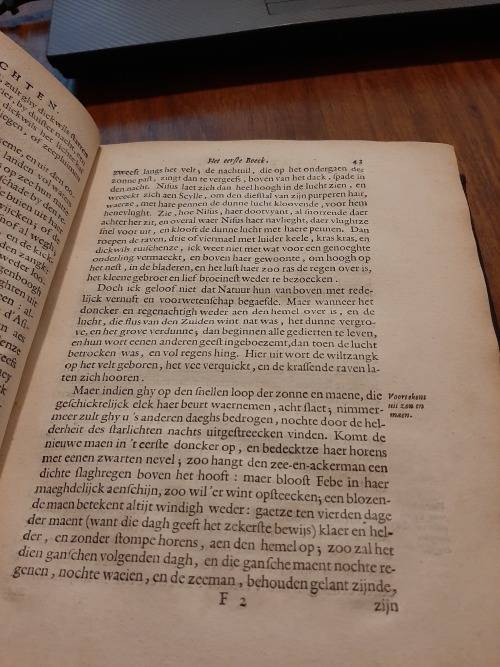 CHTEN.
zult ghy dickwils sterren
Het eerste Boeck. 43
zweeft langs het velt; de nachtuil, die op het ondergaen der
zonne past, zingt dan te vergeefs, boven van het dack, spade in
den nacht. Nisus laet zich dan heel hoogh in de lucht zien, en
wreeckt zich aen Scylle, om den diefstal van zijn purperen hair,
waerze, met hare pennen de dunne lucht kloovende, voor hem
henevlught. Zie, hoe Nisus, haer doodvyant, al snorrende daer
achter her zit, en overal waer Nisus haer navlieght, daer vlughtze
snel voor uit, en klooft de dunne lucht met haere pennen. Dan
roepen de raven, drie of viermael met luider keele, kras kras, en
dickwils ruischenze, ick weet niet met wat voor een genoeghte
onderling vermaeckt, en boven haer gewoonte, om hoogh op
het nest, in de bladeren, en het lust haer zoo ras de regen over is,
het kleene gebroet en lief broeinest weder te bezoecken.
Doch ick geloof niet dat Natuur hun van boven met rede-
lijck vernuft en voorwetenschap begaefde. Maer wanneer het
doncker en regenachtigh weder aen den hemel over is, en de
lucht, die flus van den Zuiden wint nat was, het dunne vergro-
ve, en het grove verdunne; dan beginnen alle gedierten te leven,
en hun wort eenen anderen geest ingeboezemt, dan toen de lucht
betrocken was, en vol regens hing. Hier uit wort de wiltzangk
op het velt geboren, het vee verquickt, en de krassende raven la-
ten zich hooren.
Maer indien ghy op den snellen loop der zonne en maene, die
geschicktelijck elck haer beurt waernemen, acht slaet; nimmer-
meer zult ghy u 's anderen daeghs bedrogen, nochte door de hel-
derheit des starlichten nachts uitgestreecken vinden. Komt de
nieuwe maen in 't eerste doncker op, en bedecktze haer horens
met eenen zwarten nevel; zoo hangt den zee-en-ackerman een
dichte slaghregen boven het hooft: maer bloost Febe in haer
maeghdelijck aenschijn, zoo wil 'er wint opsteecken; een blozen-
de maen betekent altijt windigh weder: gaetze ten vierden dage
der maent (want die dagh geeft het zekerste bewijs) klaer en hel-
der, en zonder stompe horens, aen den hemel op; zoo zal het
dien ganschen volgenden dagh, en die gansche maent nochte re-
genen, nochte waeien, en de zeeman, behouden gelant zijnde,
F 2 zijn
Voortekens
uit zon en
maen.